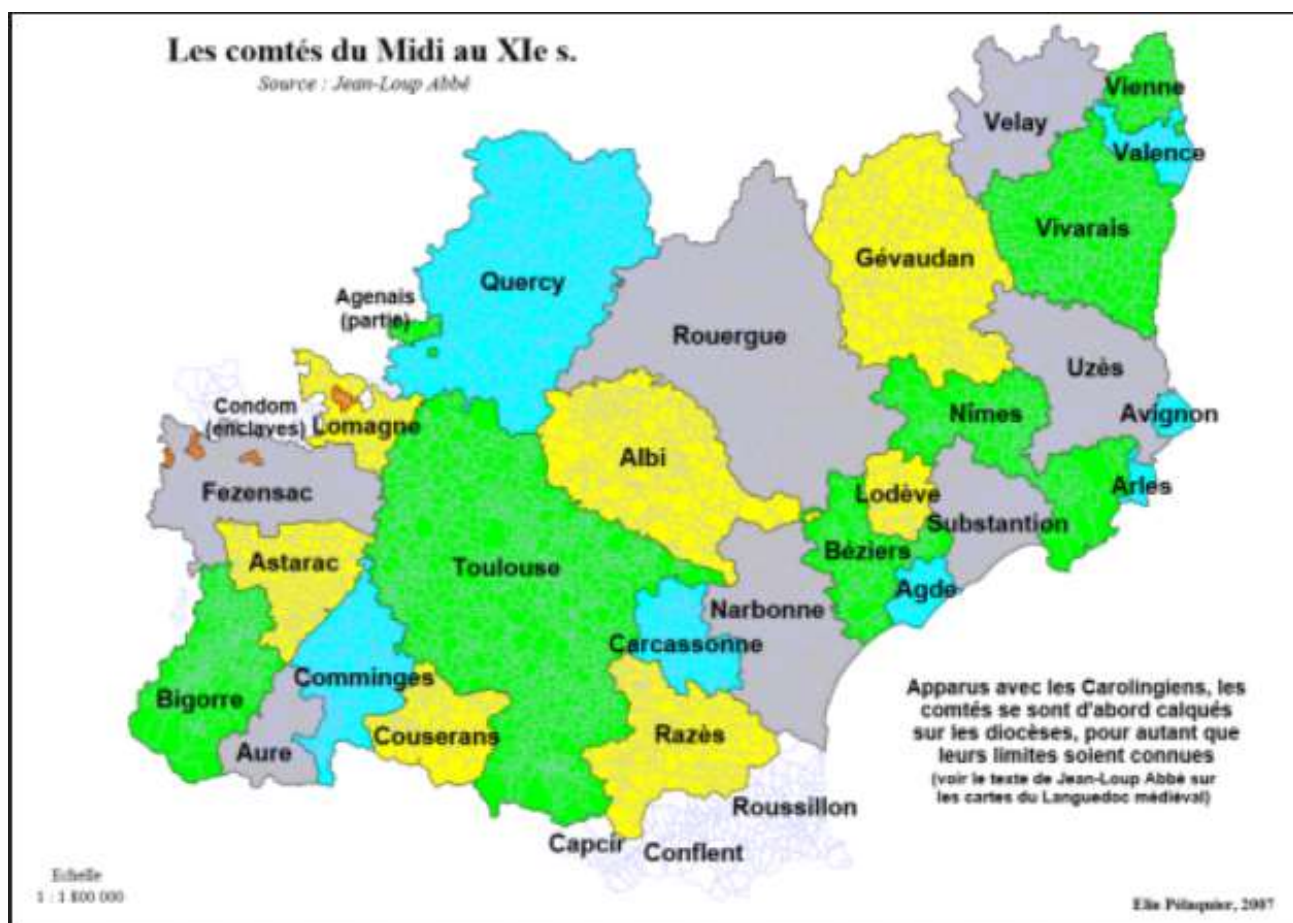 Les comtés du Midi au XIe s.
Source : Jean-Loup Abbé
Vienne
Velay
Valence
Vivarais
Gévaudan
Quercy
Agenais
(partie)
Rouergue
Uzès
Condom
(enclaves)
Lomagne
Nîmes
Avignon
Albi
Fezensac
Lodève
Arles
Substantion
Astarac
Toulouse
Béziers
Agde
Narbonne
Carcassonne
Comminges
Bigorre
Aure
Couserans
Razès
Apparus avec les Carolingiens, les
comtés se sont d'abord calqués
sur les diocèses, pour autant que
leurs limites soient connues
(voir le texte de Jean-Loup Abbé sur
les cartes du Languedoc médiéval)
Roussillon
Capcir
Conflent
Echelle
1 : 1 800 000
Elie Pélaquier, 2007